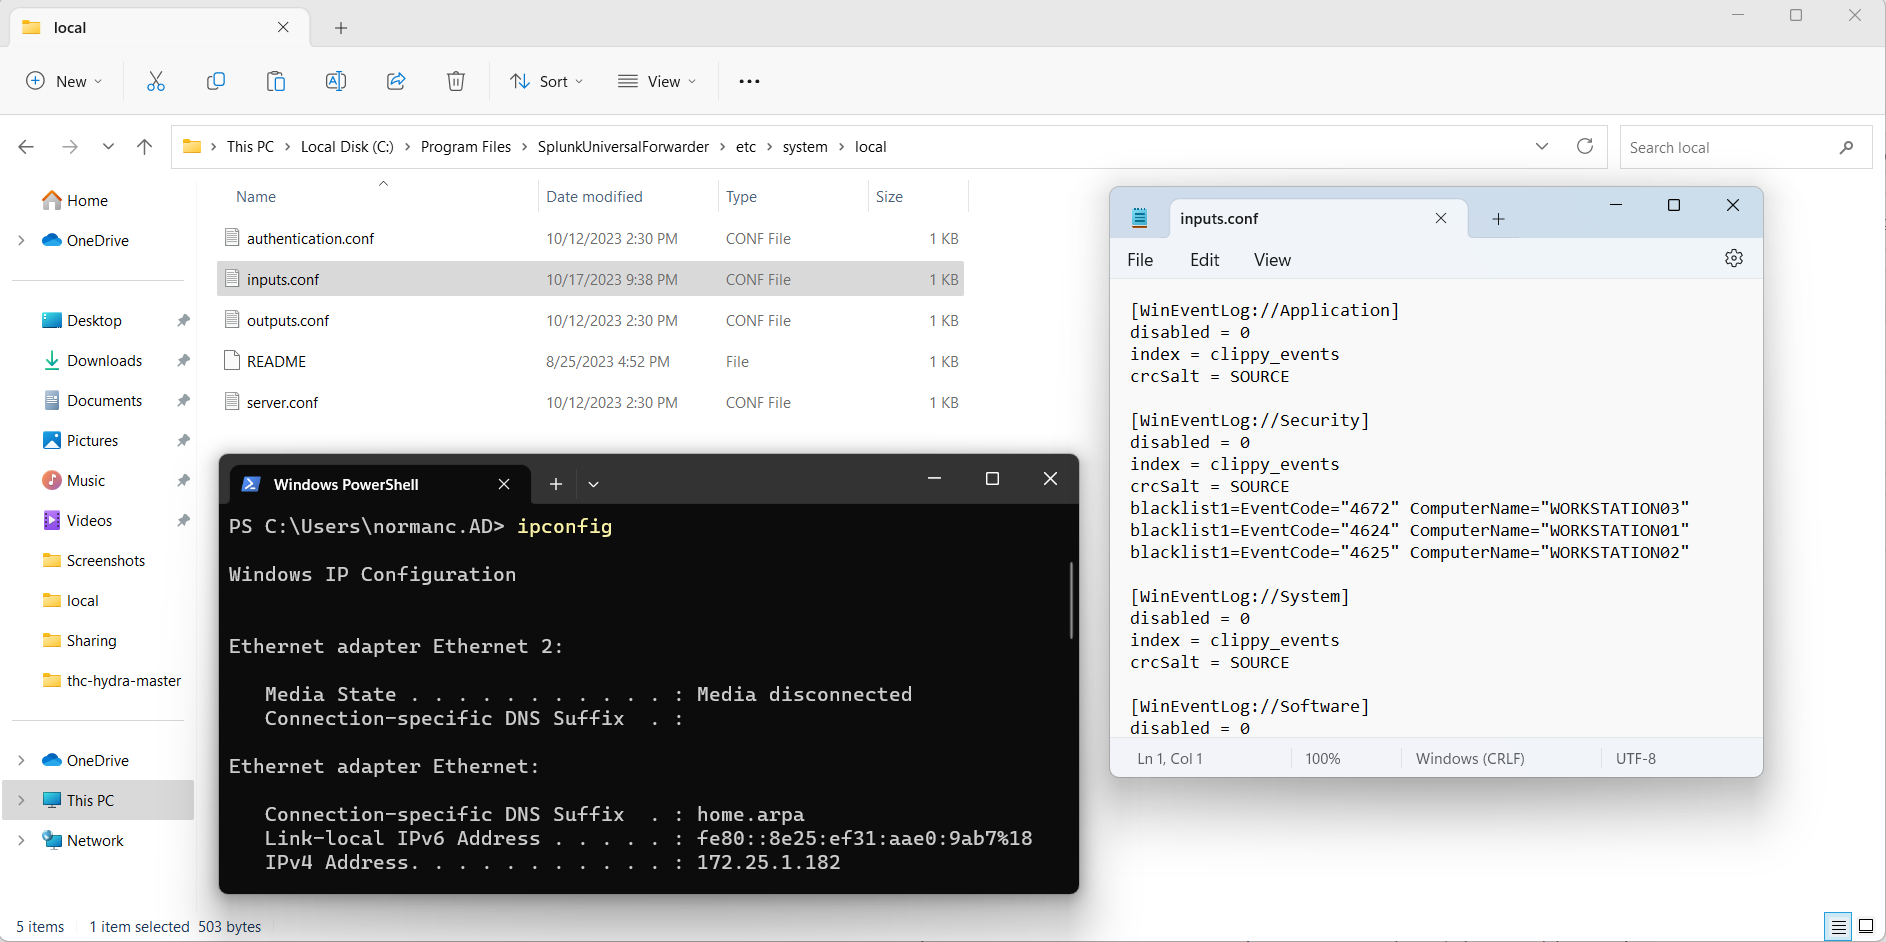 local
New
Sort
View
This PC > Local Disk (C:) > Program Files > SplunkUniversalForwarder > etc > system > local
Search local
Home
OneDrive
Desktop
Downloads
Documents
Pictures
Music
Videos
Screenshots
local
Sharing
thc-hydra-master
OneDrive
This PC
Network
Name Date modified Type Size
authentication.conf 10/12/2023 2:30 PM CONF File 1 KB
inputs.conf 10/17/2023 9:38 PM CONF File 1 KB
outputs.conf 10/12/2023 2:30 PM CONF File 1 KB
README 8/25/2023 4:52 PM File 1 KB
server.conf 10/12/2023 2:30 PM CONF File 1 KB
Windows PowerShell
PS C:\Users\normanc.AD> ipconfig
Windows IP Configuration
Ethernet adapter Ethernet 2:
Media State . . . . . . . . . . . : Media disconnected
Connection-specific DNS Suffix . :
Ethernet adapter Ethernet:
Connection-specific DNS Suffix . : home.arpa
Link-local IPv6 Address . . . . . : fe80::8e25:ef31:aae0:9ab7%18
IPv4 Address. . . . . . . . . . . : 172.25.1.182
inputs.conf
File Edit View
[WinEventLog://Application]
disabled = 0
index = clippy_events
crcSalt = SOURCE
[WinEventLog://Security]
disabled = 0
index = clippy_events
crcSalt = SOURCE
blacklist1=EventCode="4672" ComputerName="WORKSTATION03"
blacklist1=EventCode="4624" ComputerName="WORKSTATION01"
blacklist1=EventCode="4625" ComputerName="WORKSTATION02"
[WinEventLog://System]
disabled = 0
index = clippy_events
crcSalt = SOURCE
[WinEventLog://Software]
disabled = 0
Ln 1, Col 1 100% Windows (CRLF) UTF-8
5 items 1 item selected 503 bytes